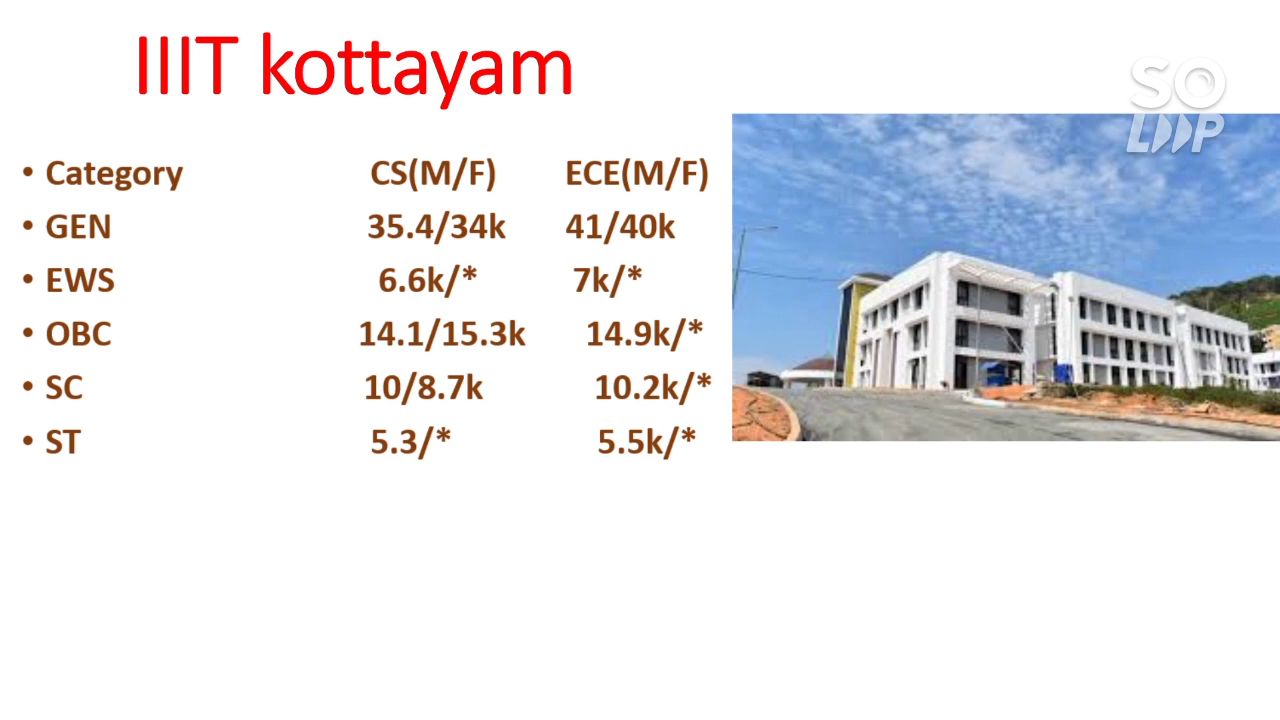 IIIT kottayam
SO
LOOP
• Category CS(M/F) ECE(M/F)
• GEN 35.4/34k 41/40k
• EWS 6.6k/* 7k/*
• OBC 14.1/15.3k 14.9k/*
• SC 10/8.7k 10.2k/*
• ST 5.3/* 5.5k/*